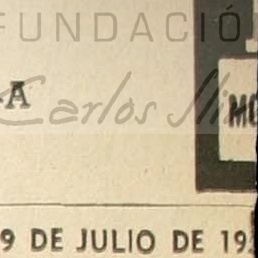 FUNDACIÓ
A
Carlos
9 DE JULIO DE 19